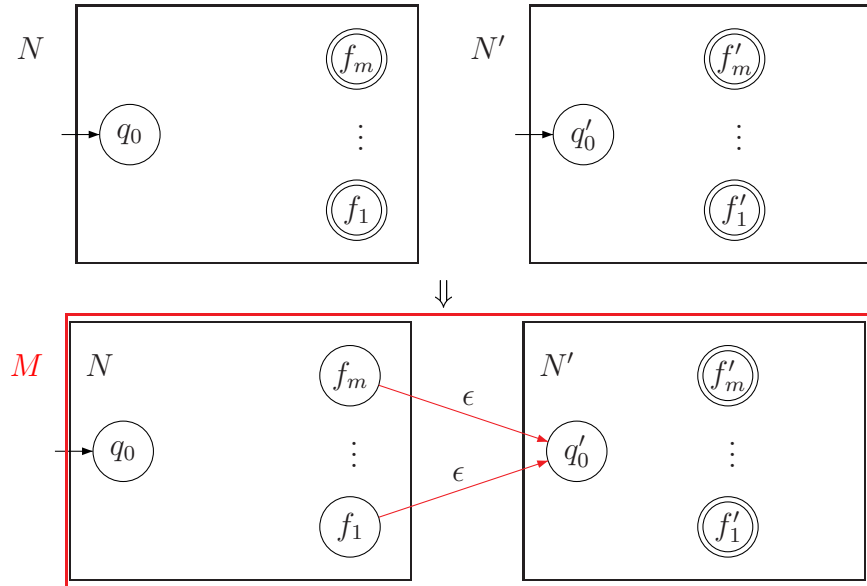 N
f_m
q_0
⋮
f_1
N′
f′_m
q′_0
⋮
f′_1
⇓
M
N
f_m
q_0
⋮
f_1
ϵ
ϵ
N′
f′_m
q′_0
⋮
f′_1